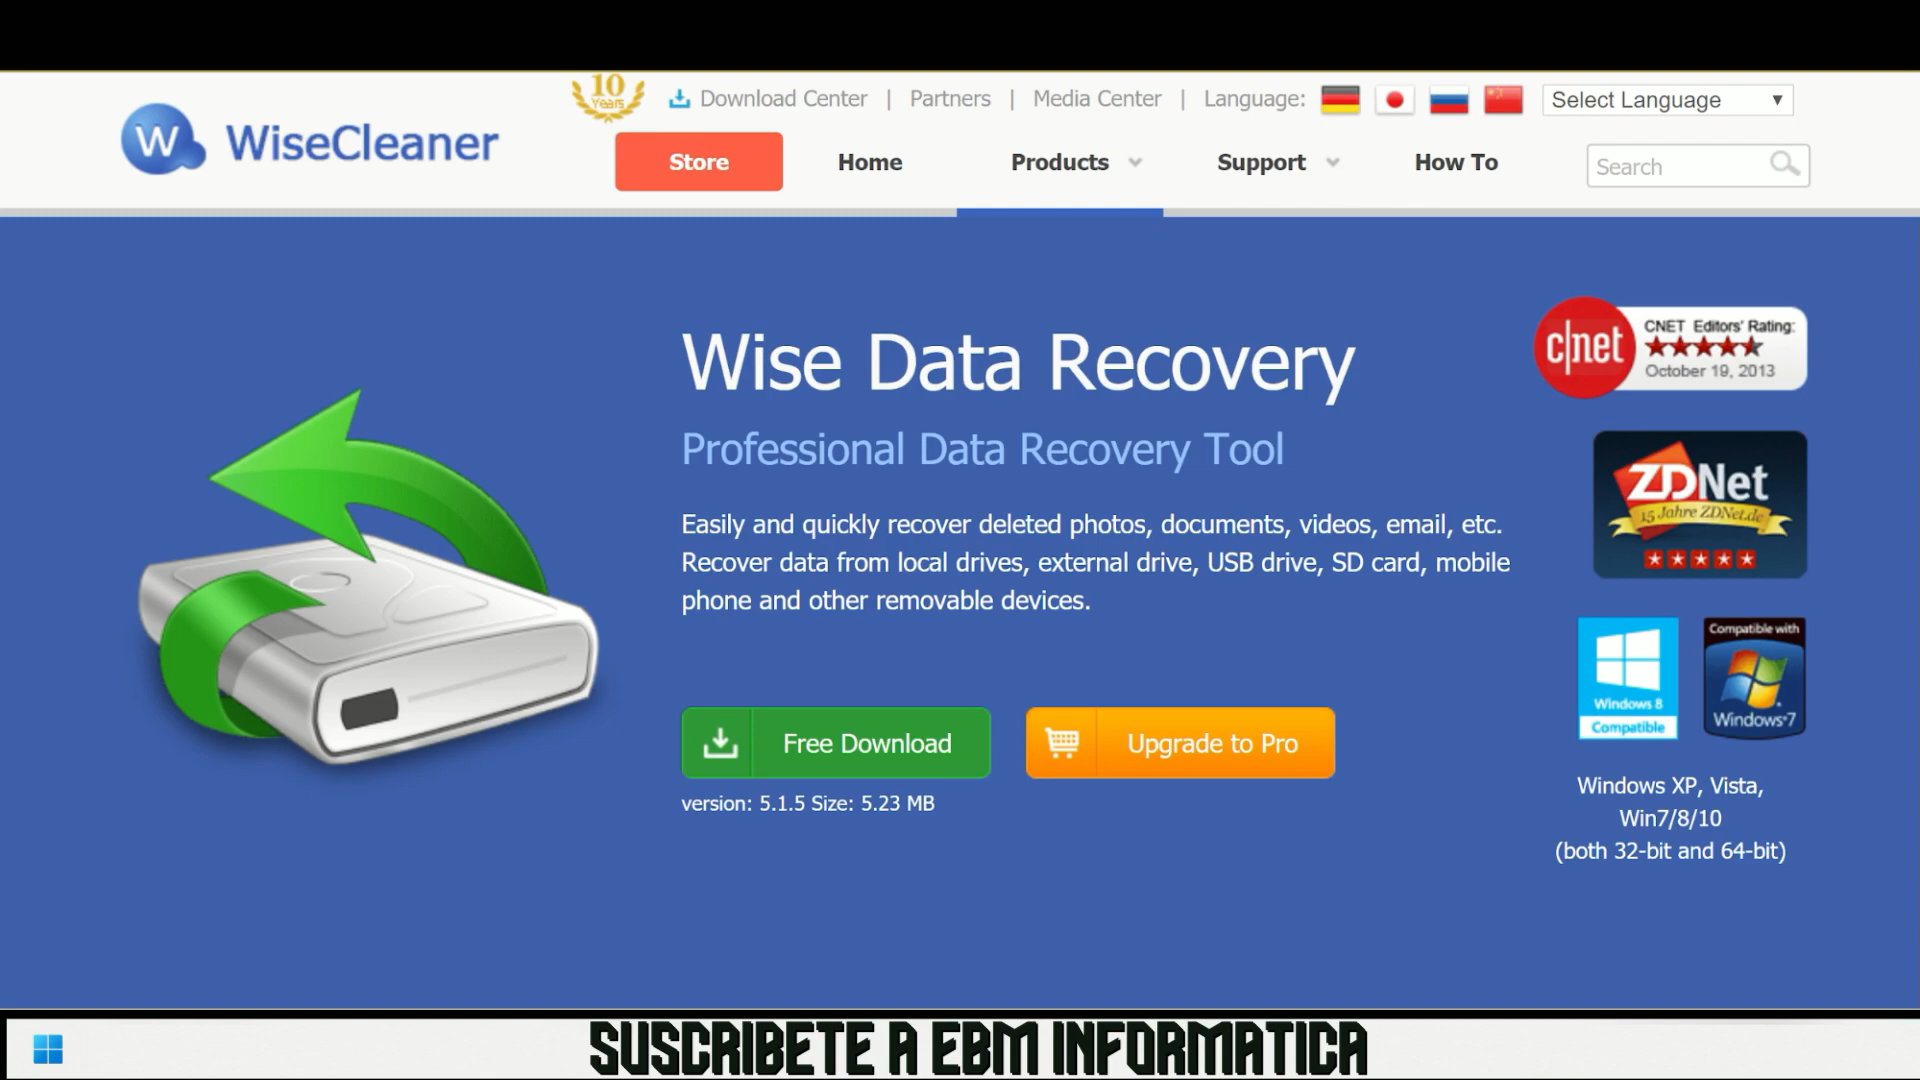 10
Years
Download Center | Partners | Media Center | Language:
Select Language
W WiseCleaner
Store
Home
Products
Support
How To
Search
Wise Data Recovery
Professional Data Recovery Tool
Easily and quickly recover deleted photos, documents, videos, email, etc.
Recover data from local drives, external drive, USB drive, SD card, mobile
phone and other removable devices.
Free Download
Upgrade to Pro
version: 5.1.5 Size: 5.23 MB
c|net
CNET Editors' Rating:
October 19, 2013
ZDNet
15 Jahre ZDNet.de
Windows 8
Compatible
Compatible with
Windows 7
Windows XP, Vista,
Win7/8/10
(both 32-bit and 64-bit)
SUSCRIBETE A EBM INFORMATICA